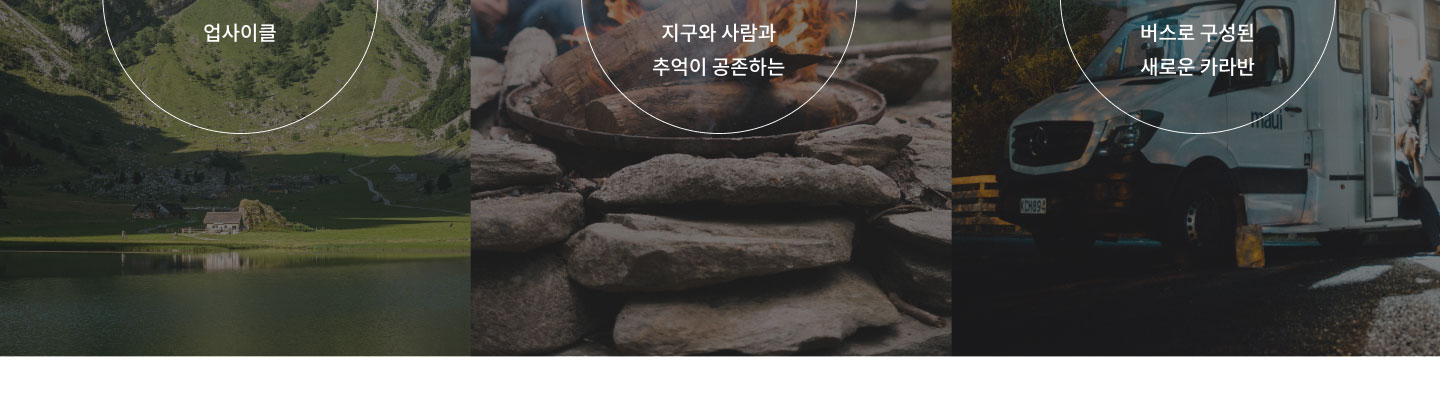 업사이클
지구와 사람과
추억이 공존하는
버스로 구성된
새로운 카라반
maui